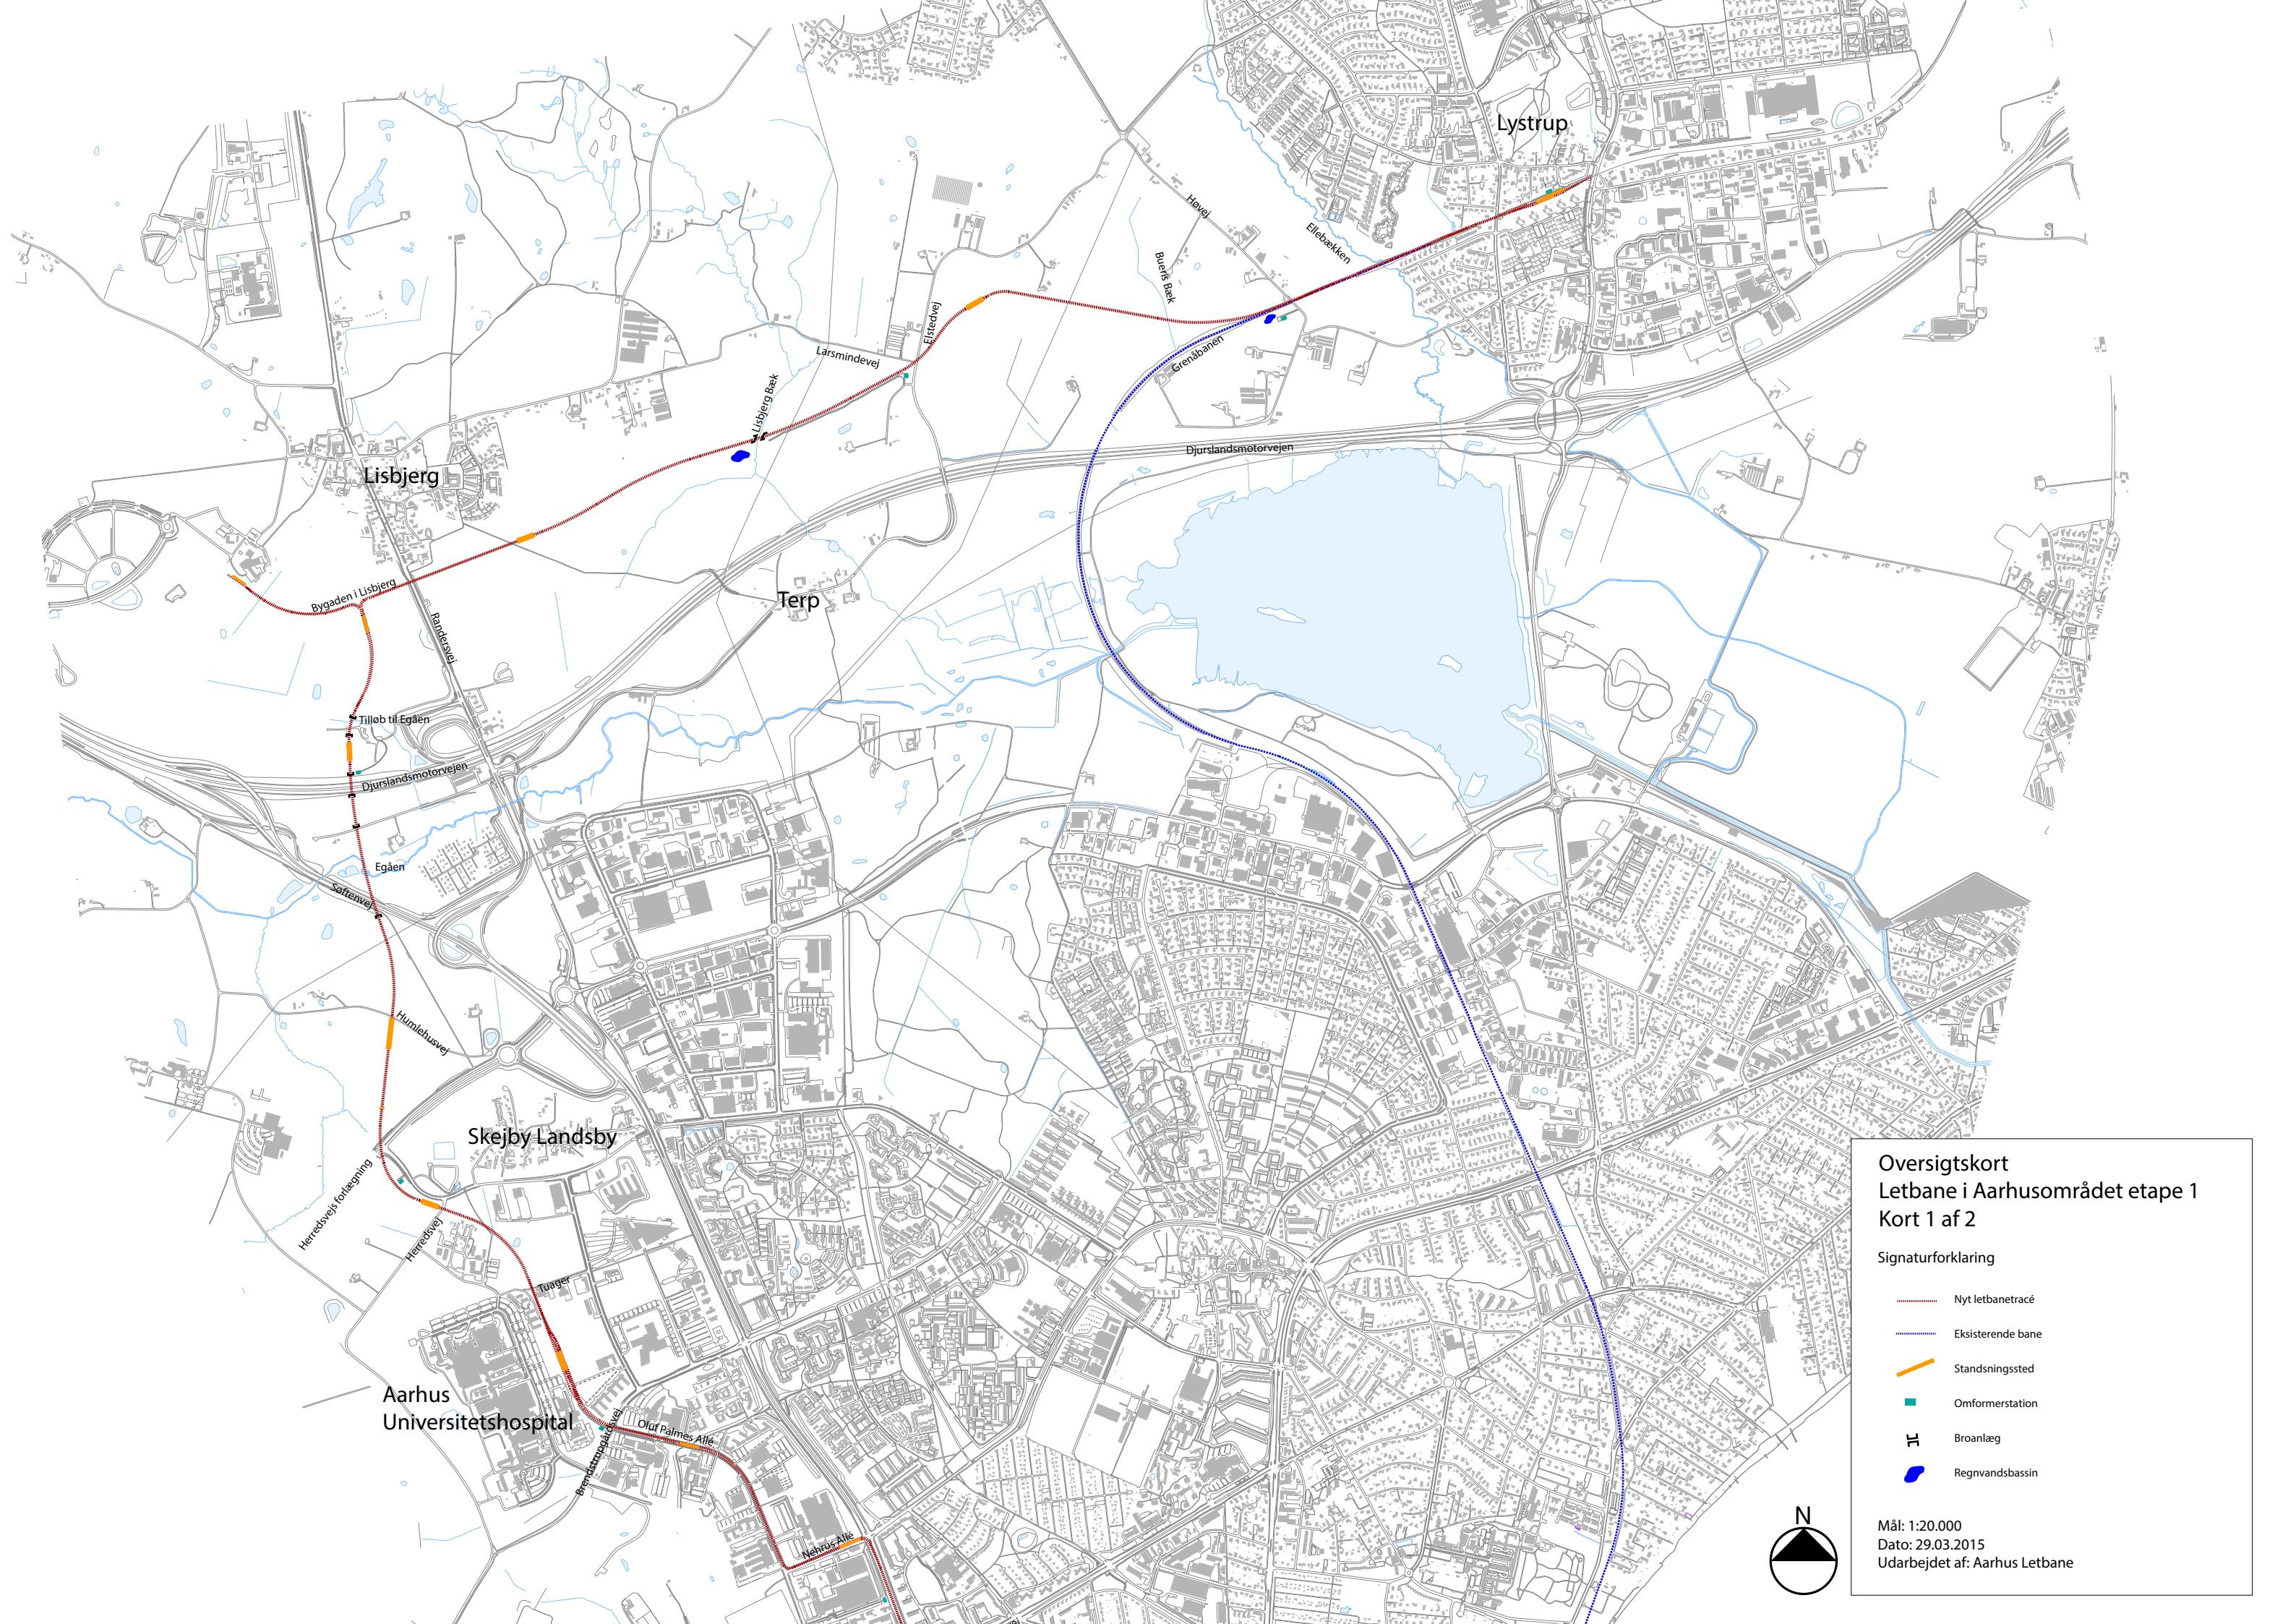 Lystrup
Høvej
Ellebækken
Buens Bæk
Elstedvej
Grenåbanen
Larsmindevej
Lisbjerg Bæk
Djurslandsmotorvejen
Lisbjerg
Terp
Bygaden i Lisbjerg
Randersvej
Tilløb til Egåen
Djurslandsmotorvejen
Egåen
Søftenvej
Humlehusvej
Skejby Landsby
Herredsvejs forlægning
Herredsvej
Tuager
Aarhus
Universitetshospital
Oluf Palmes Allé
Brendstrupgårdsvej
Nehrus Allé
Oversigtskort
Letbane i Aarhusområdet etape 1
Kort 1 af 2
Signaturforklaring
Nyt letbanetracé
Eksisterende bane
Standsningssted
Omformerstation
Broanlæg
Regnvandsbassin
N
Mål: 1:20.000
Dato: 29.03.2015
Udarbejdet af: Aarhus Letbane